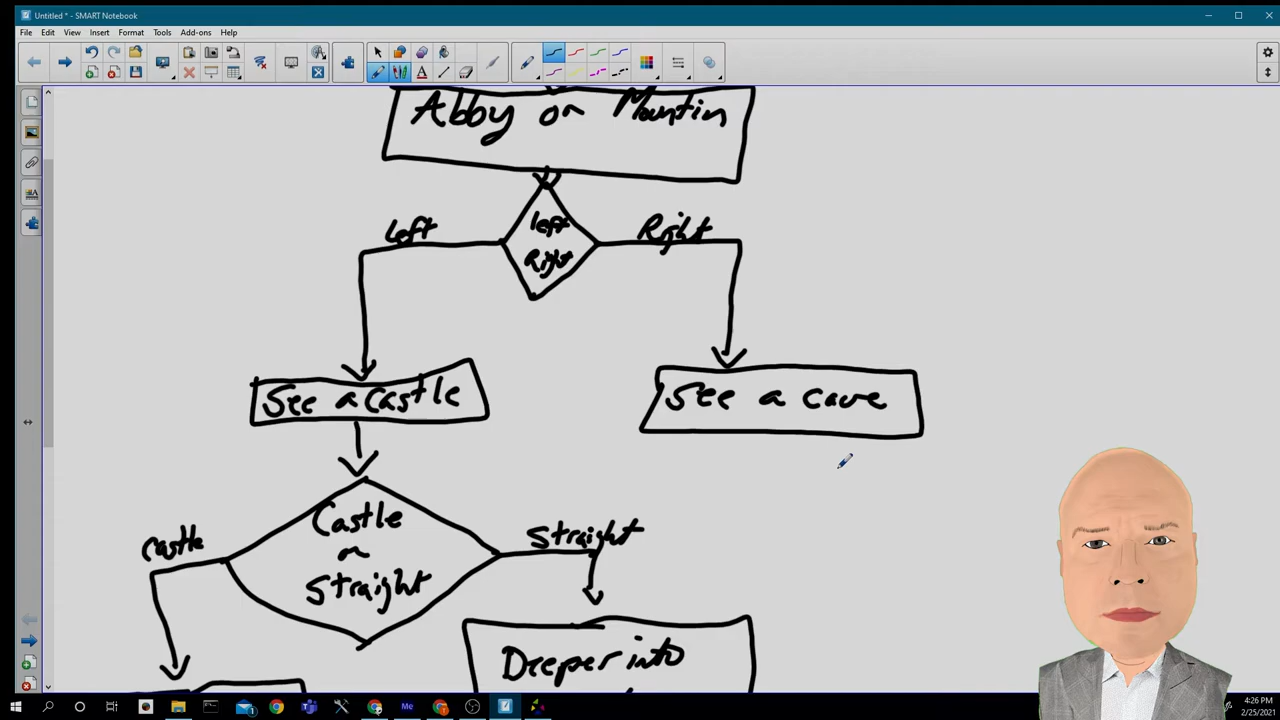 Untitled * - SMART Notebook
File Edit View Insert Format Tools Add-ons Help
Abby on Mountin
left
Right
Left
Right
See a Castle
See a cave
Castle
or
Straight
Castle
Straight
Deeper into
4:26 PM
2/25/2021